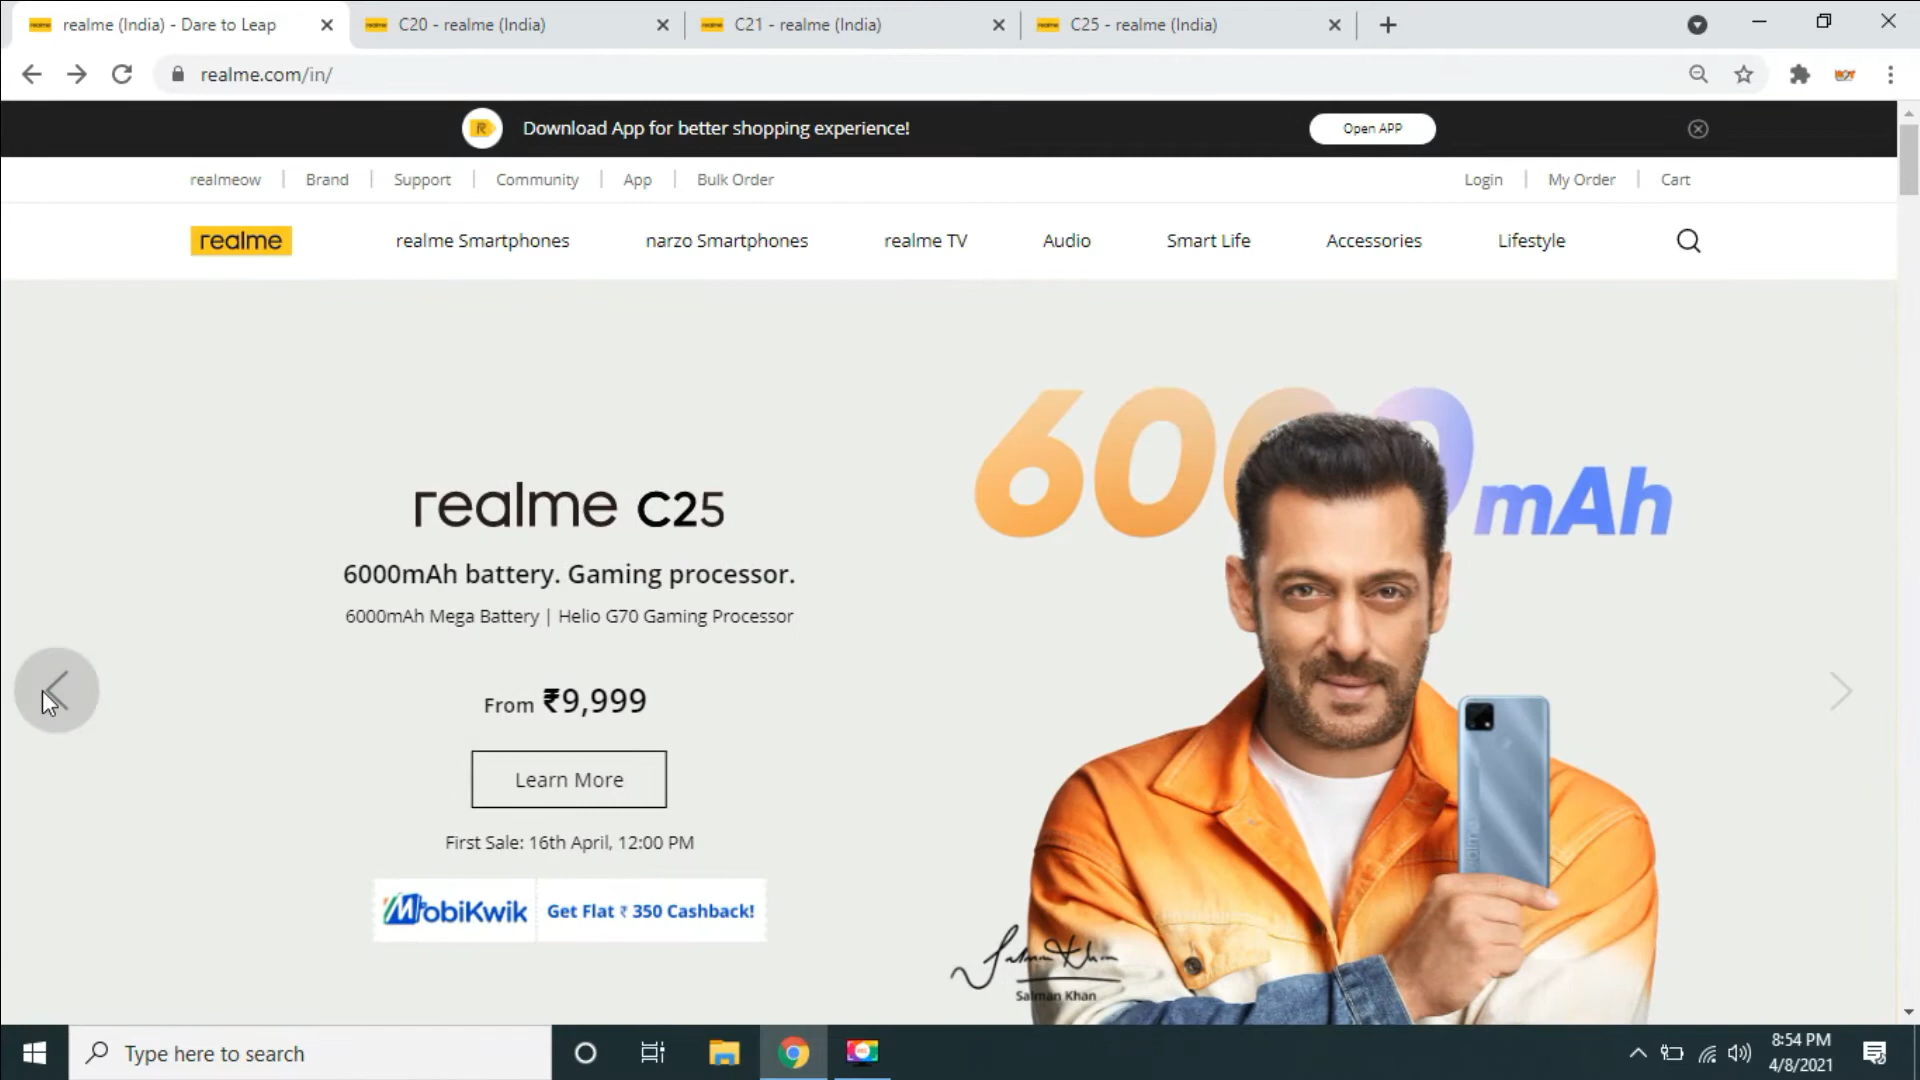 realme (India) - Dare to Leap
C20 - realme (India)
C21 - realme (India)
C25 - realme (India)
realme.com/in/
Download App for better shopping experience!
Open APP
realmeow | Brand | Support | Community | App | Bulk Order
Login | My Order | Cart
realme
realme Smartphones
narzo Smartphones
realme TV
Audio
Smart Life
Accessories
Lifestyle
6000mAh
realme C25
6000mAh battery. Gaming processor.
6000mAh Mega Battery | Helio G70 Gaming Processor
From ₹9,999
Learn More
First Sale: 16th April, 12:00 PM
MobiKwik
Get Flat ₹ 350 Cashback!
realme
Salman Khan
Salman Khan
Type here to search
8:54 PM
4/8/2021